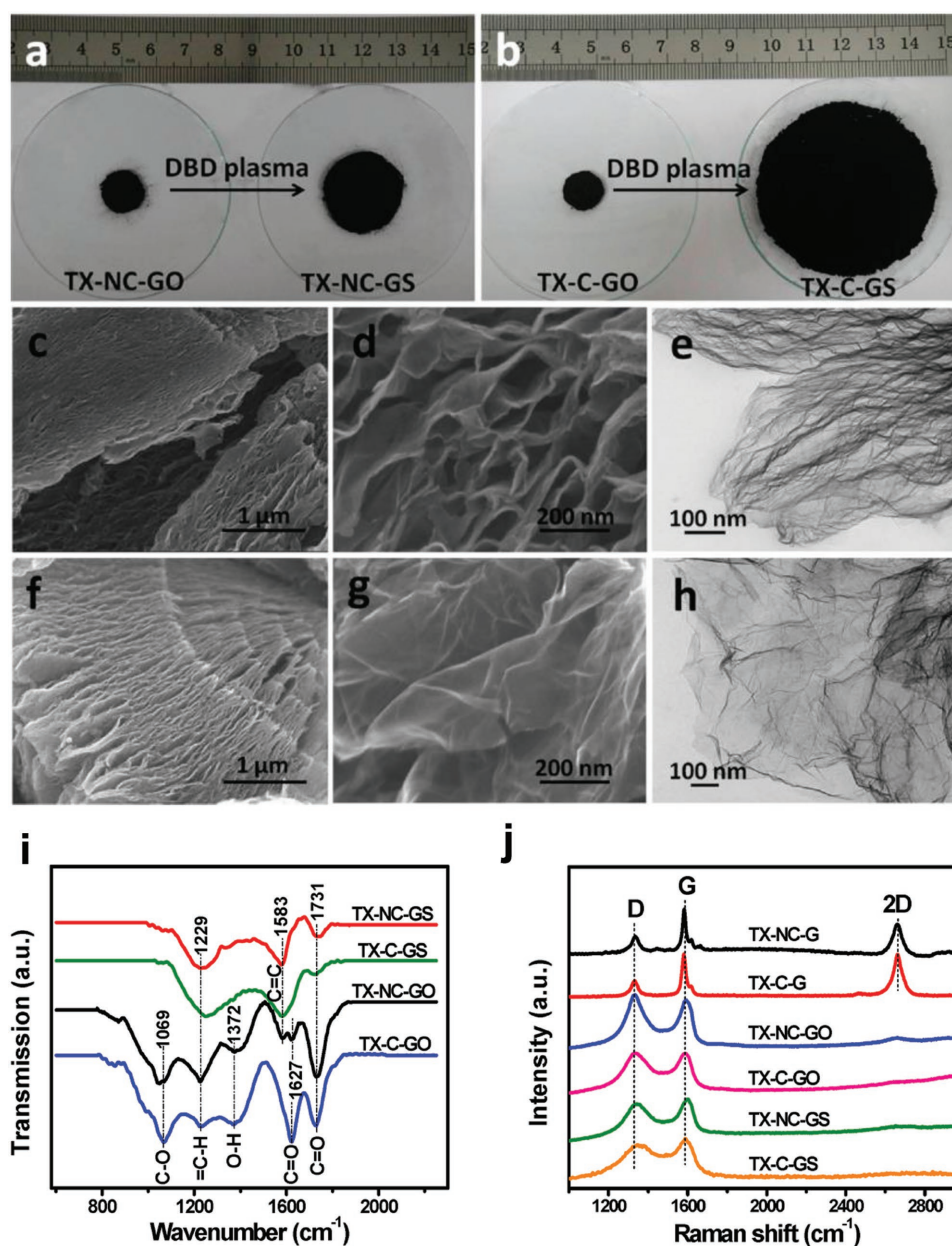 a
2 3 4 5 6 7 8 9 10 11 12 13 14 15
DBD plasma
TX-NC-GO
TX-NC-GS
b
2 3 4 5 6 7 8 9 10 11 12 13 14 15
DBD plasma
TX-C-GO
TX-C-GS
c
1 μm
d
200 nm
e
100 nm
f
1 μm
g
200 nm
h
100 nm
i
Transmission (a.u.)
1069
1229
1372
1583
1627
1731
TX-NC-GS
TX-C-GS
TX-NC-GO
TX-C-GO
C-O
=C-H
O-H
C=C
C=O
C=O
800 1200 1600 2000
Wavenumber (cm⁻¹)
j
Intensity (a.u.)
D
G
2D
TX-NC-G
TX-C-G
TX-NC-GO
TX-C-GO
TX-NC-GS
TX-C-GS
1200 1600 2000 2400 2800
Raman shift (cm⁻¹)